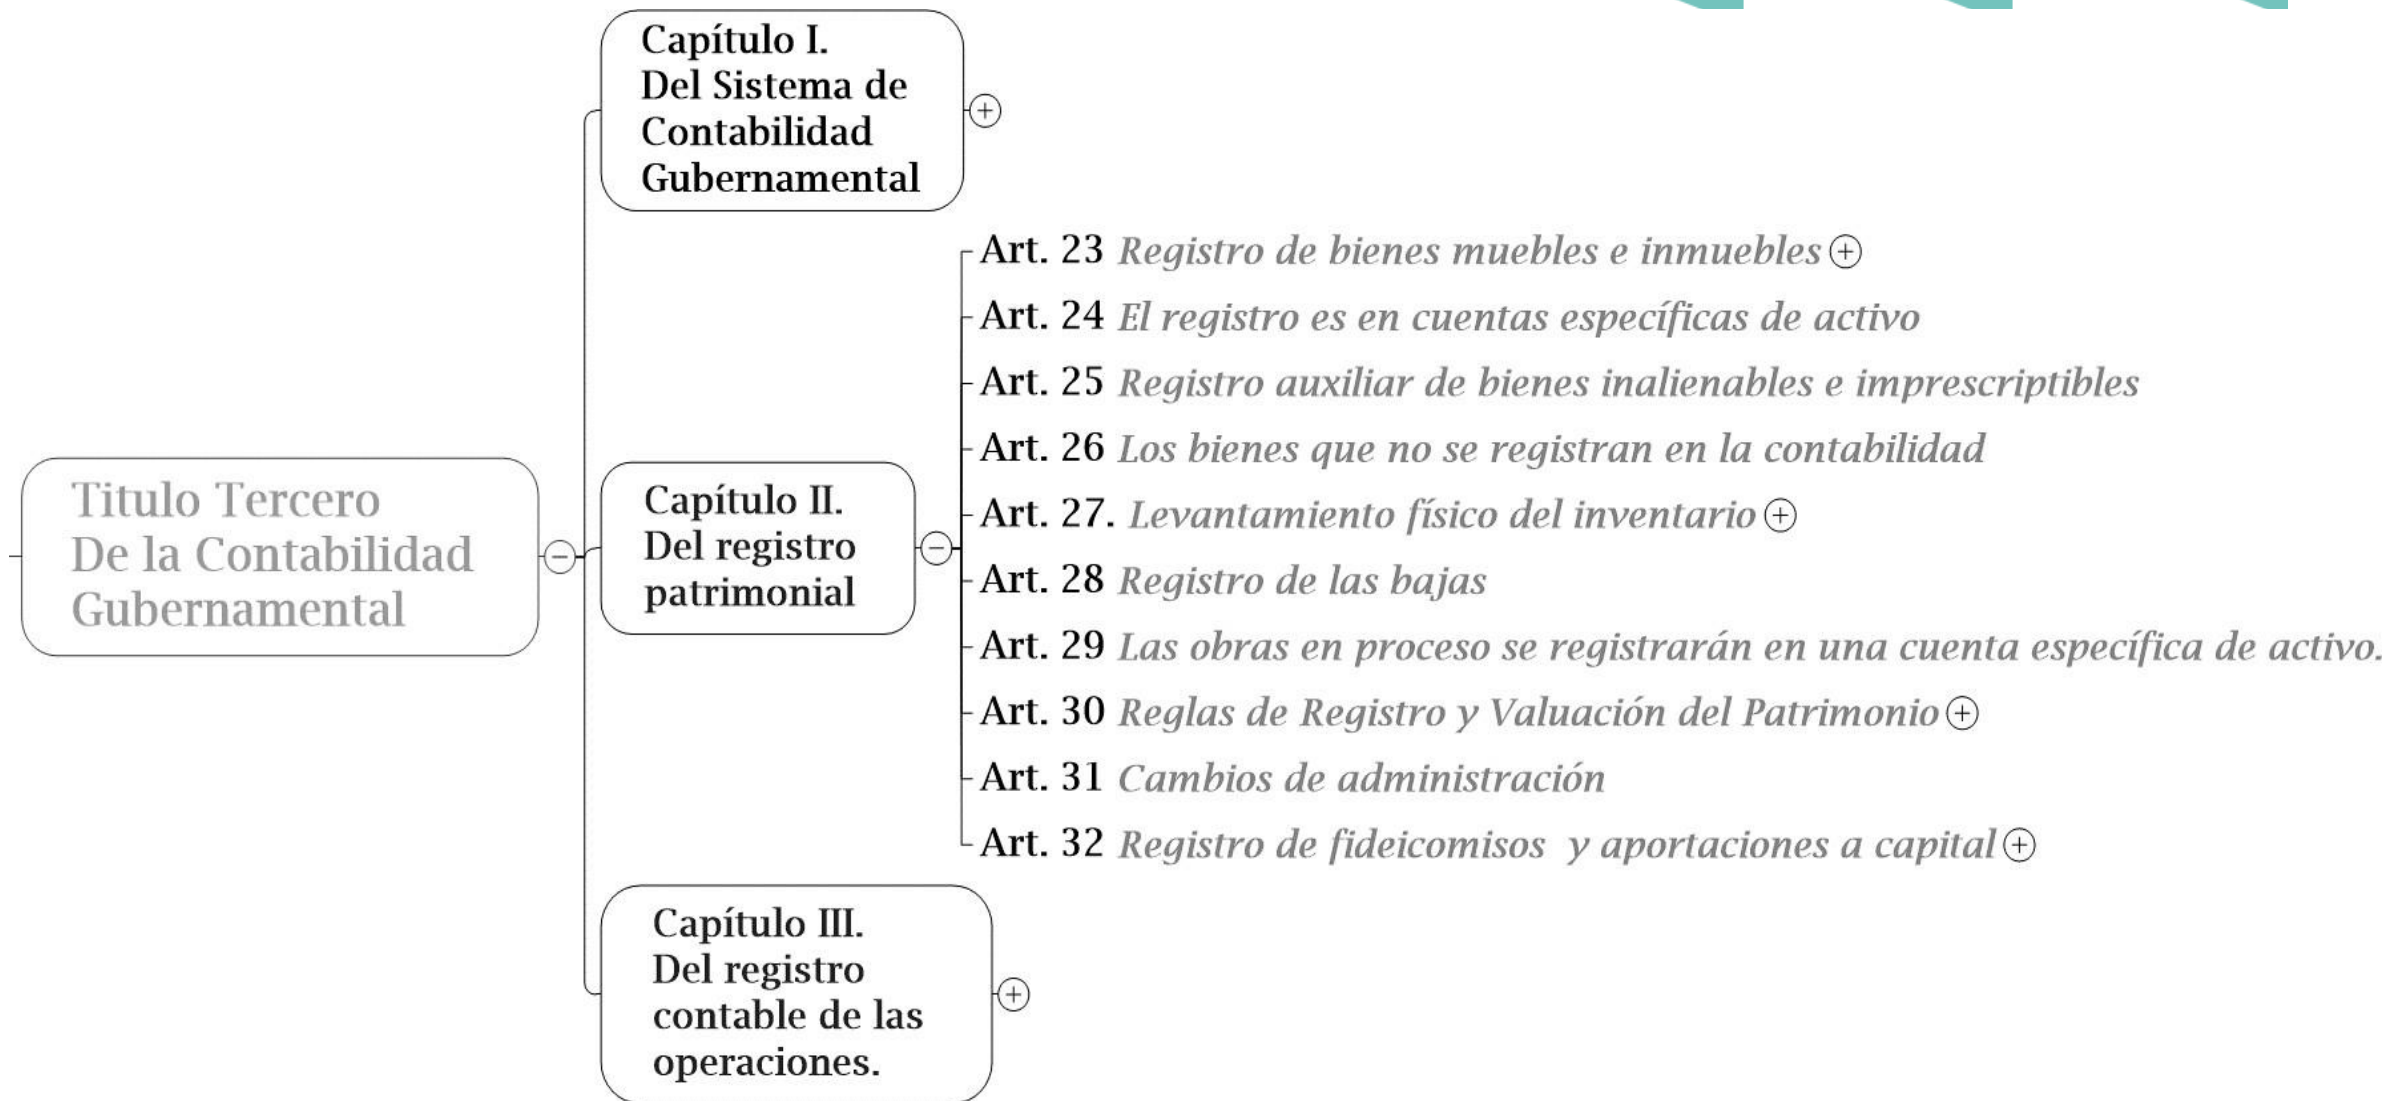 Capítulo I.
Del Sistema de
Contabilidad
Gubernamental
Titulo Tercero
De la Contabilidad
Gubernamental
Capítulo II.
Del registro
patrimonial
Art. 23 Registro de bienes muebles e inmuebles
Art. 24 El registro es en cuentas específicas de activo
Art. 25 Registro auxiliar de bienes inalienables e imprescriptibles
Art. 26 Los bienes que no se registran en la contabilidad
Art. 27. Levantamiento físico del inventario
Art. 28 Registro de las bajas
Art. 29 Las obras en proceso se registrarán en una cuenta específica de activo.
Art. 30 Reglas de Registro y Valuación del Patrimonio
Art. 31 Cambios de administración
Art. 32 Registro de fideicomisos  y aportaciones a capital
Capítulo III.
Del registro
contable de las
operaciones.